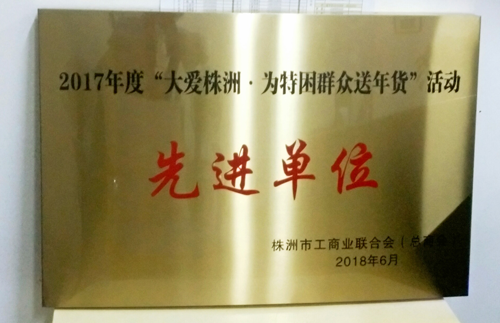 2017年度“大爱株洲·为特困群众送年货”活动
先进单位
株洲市工商业联合会（总
2018年6月